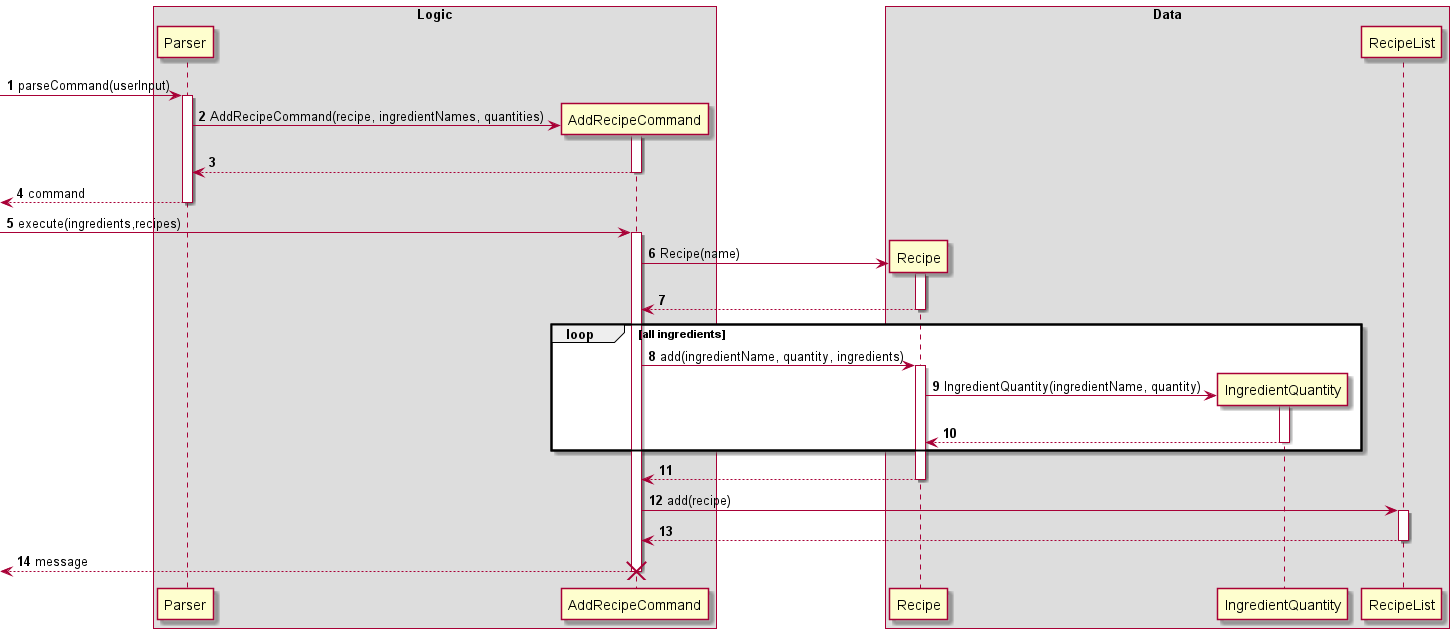 Logic
Data
Parser
RecipeList
1 parseCommand(userInput)
2 AddRecipeCommand(recipe, ingredientNames, quantities)
AddRecipeCommand
3
4 command
5 execute(ingredients,recipes)
6 Recipe(name)
Recipe
7
loop
[all ingredients]
8 add(ingredientName, quantity, ingredients)
9 IngredientQuantity(ingredientName, quantity)
IngredientQuantity
10
11
12 add(recipe)
13
14 message
Parser
AddRecipeCommand
Recipe
IngredientQuantity
RecipeList